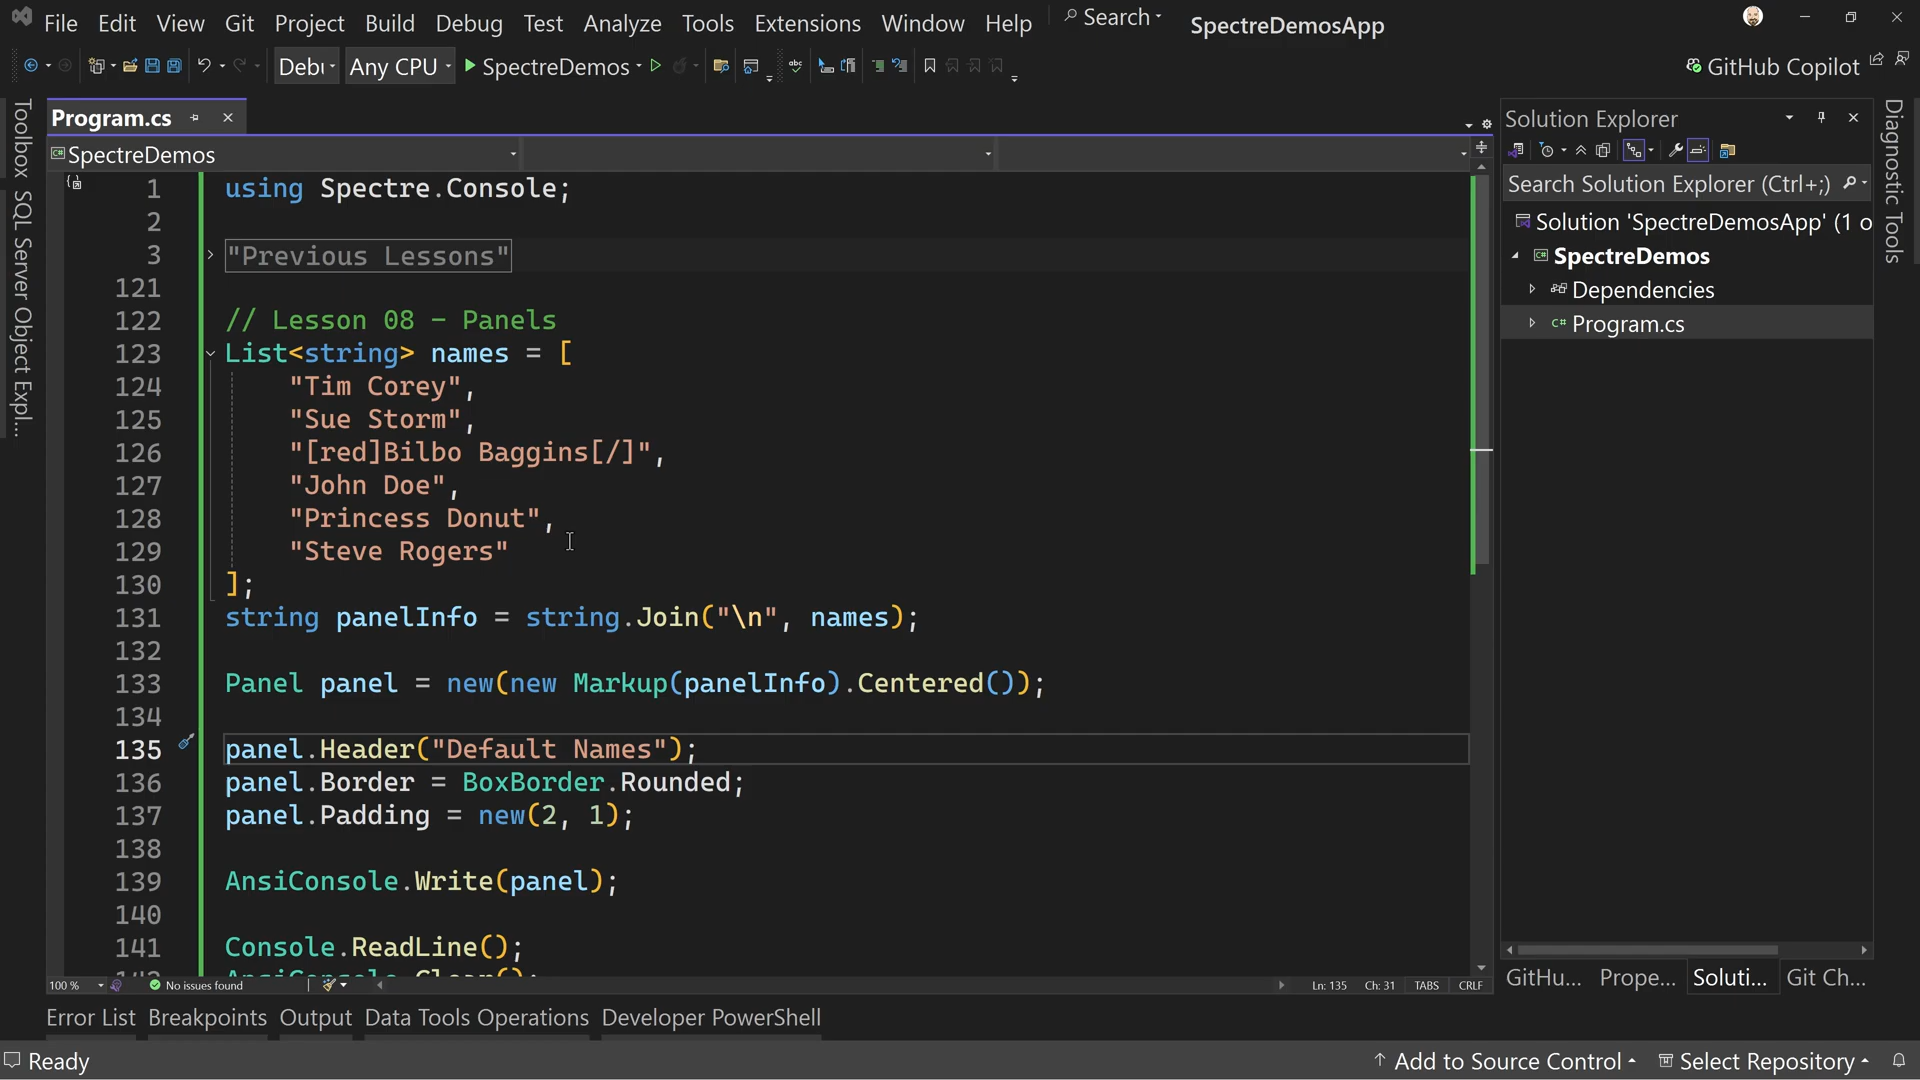 File Edit View Git Project Build Debug Test Analyze Tools Extensions Window Help Search SpectreDemosApp
Debu Any CPU SpectreDemos GitHub Copilot
Toolbox
SQL Server Object Expl...
Program.cs
SpectreDemos
1 using Spectre.Console;
2
3 "Previous Lessons"
121
122 // Lesson 08 - Panels
123 List<string> names = [
124 "Tim Corey",
125 "Sue Storm",
126 "[red]Bilbo Baggins[/]",
127 "John Doe",
128 "Princess Donut",
129 "Steve Rogers"
130 ];
131 string panelInfo = string.Join("\n", names);
132
133 Panel panel = new(new Markup(panelInfo).Centered());
134
135 panel.Header("Default Names");
136 panel.Border = BoxBorder.Rounded;
137 panel.Padding = new(2, 1);
138
139 AnsiConsole.Write(panel);
140
141 Console.ReadLine();
142 AnsiConsole.Clear();
100 % No issues found Ln: 135 Ch: 31 TABS CRLF
Solution Explorer
Search Solution Explorer (Ctrl+;)
Solution 'SpectreDemosApp' (1 o
SpectreDemos
Dependencies
C# Program.cs
GitHu... Prope... Soluti... Git Ch...
Diagnostic Tools
Error List Breakpoints Output Data Tools Operations Developer PowerShell
Ready Add to Source Control Select Repository